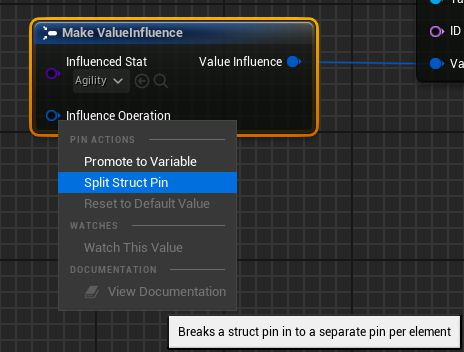 Make ValueInfluence
ID
Influenced Stat
Value Influence
Agility
Influence Operation
PIN ACTIONS
Promote to Variable
Split Struct Pin
Reset to Default Value
WATCHES
Watch This Value
DOCUMENTATION
View Documentation
Breaks a struct pin in to a separate pin per element